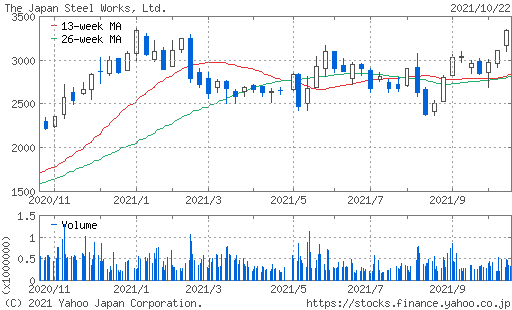 The Japan Steel Works, Ltd. 2021/10/22
13-week MA
26-week MA
3500
3000
2500
2000
1500
2020/11 2021/1 2021/3 2021/5 2021/7 2021/9
Volume
1.5
1
0.5
0
(x1000000)
2020/11 2021/1 2021/3 2021/5 2021/7 2021/9
(C) 2021 Yahoo Japan Corporation. https://stocks.finance.yahoo.co.jp/